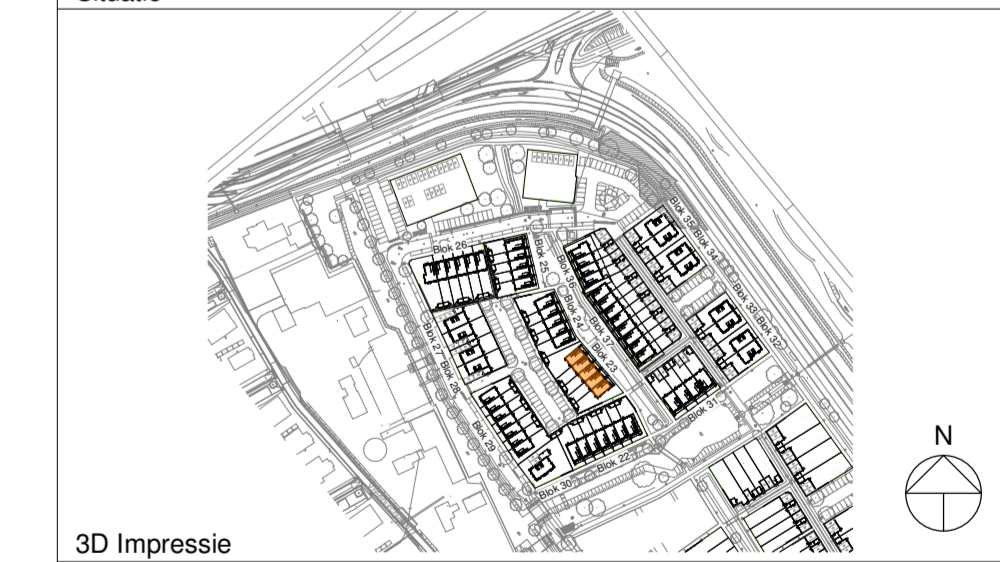 Situatie
Blok 35
Blok 34
Blok 26
Blok 25
Blok 36
Blok 24
Blok 33
Blok 37
Blok 32
Blok 27
Blok 23
Blok 28
Blok 31
Blok 29
Blok 22
Blok 30
N
3D Impressie